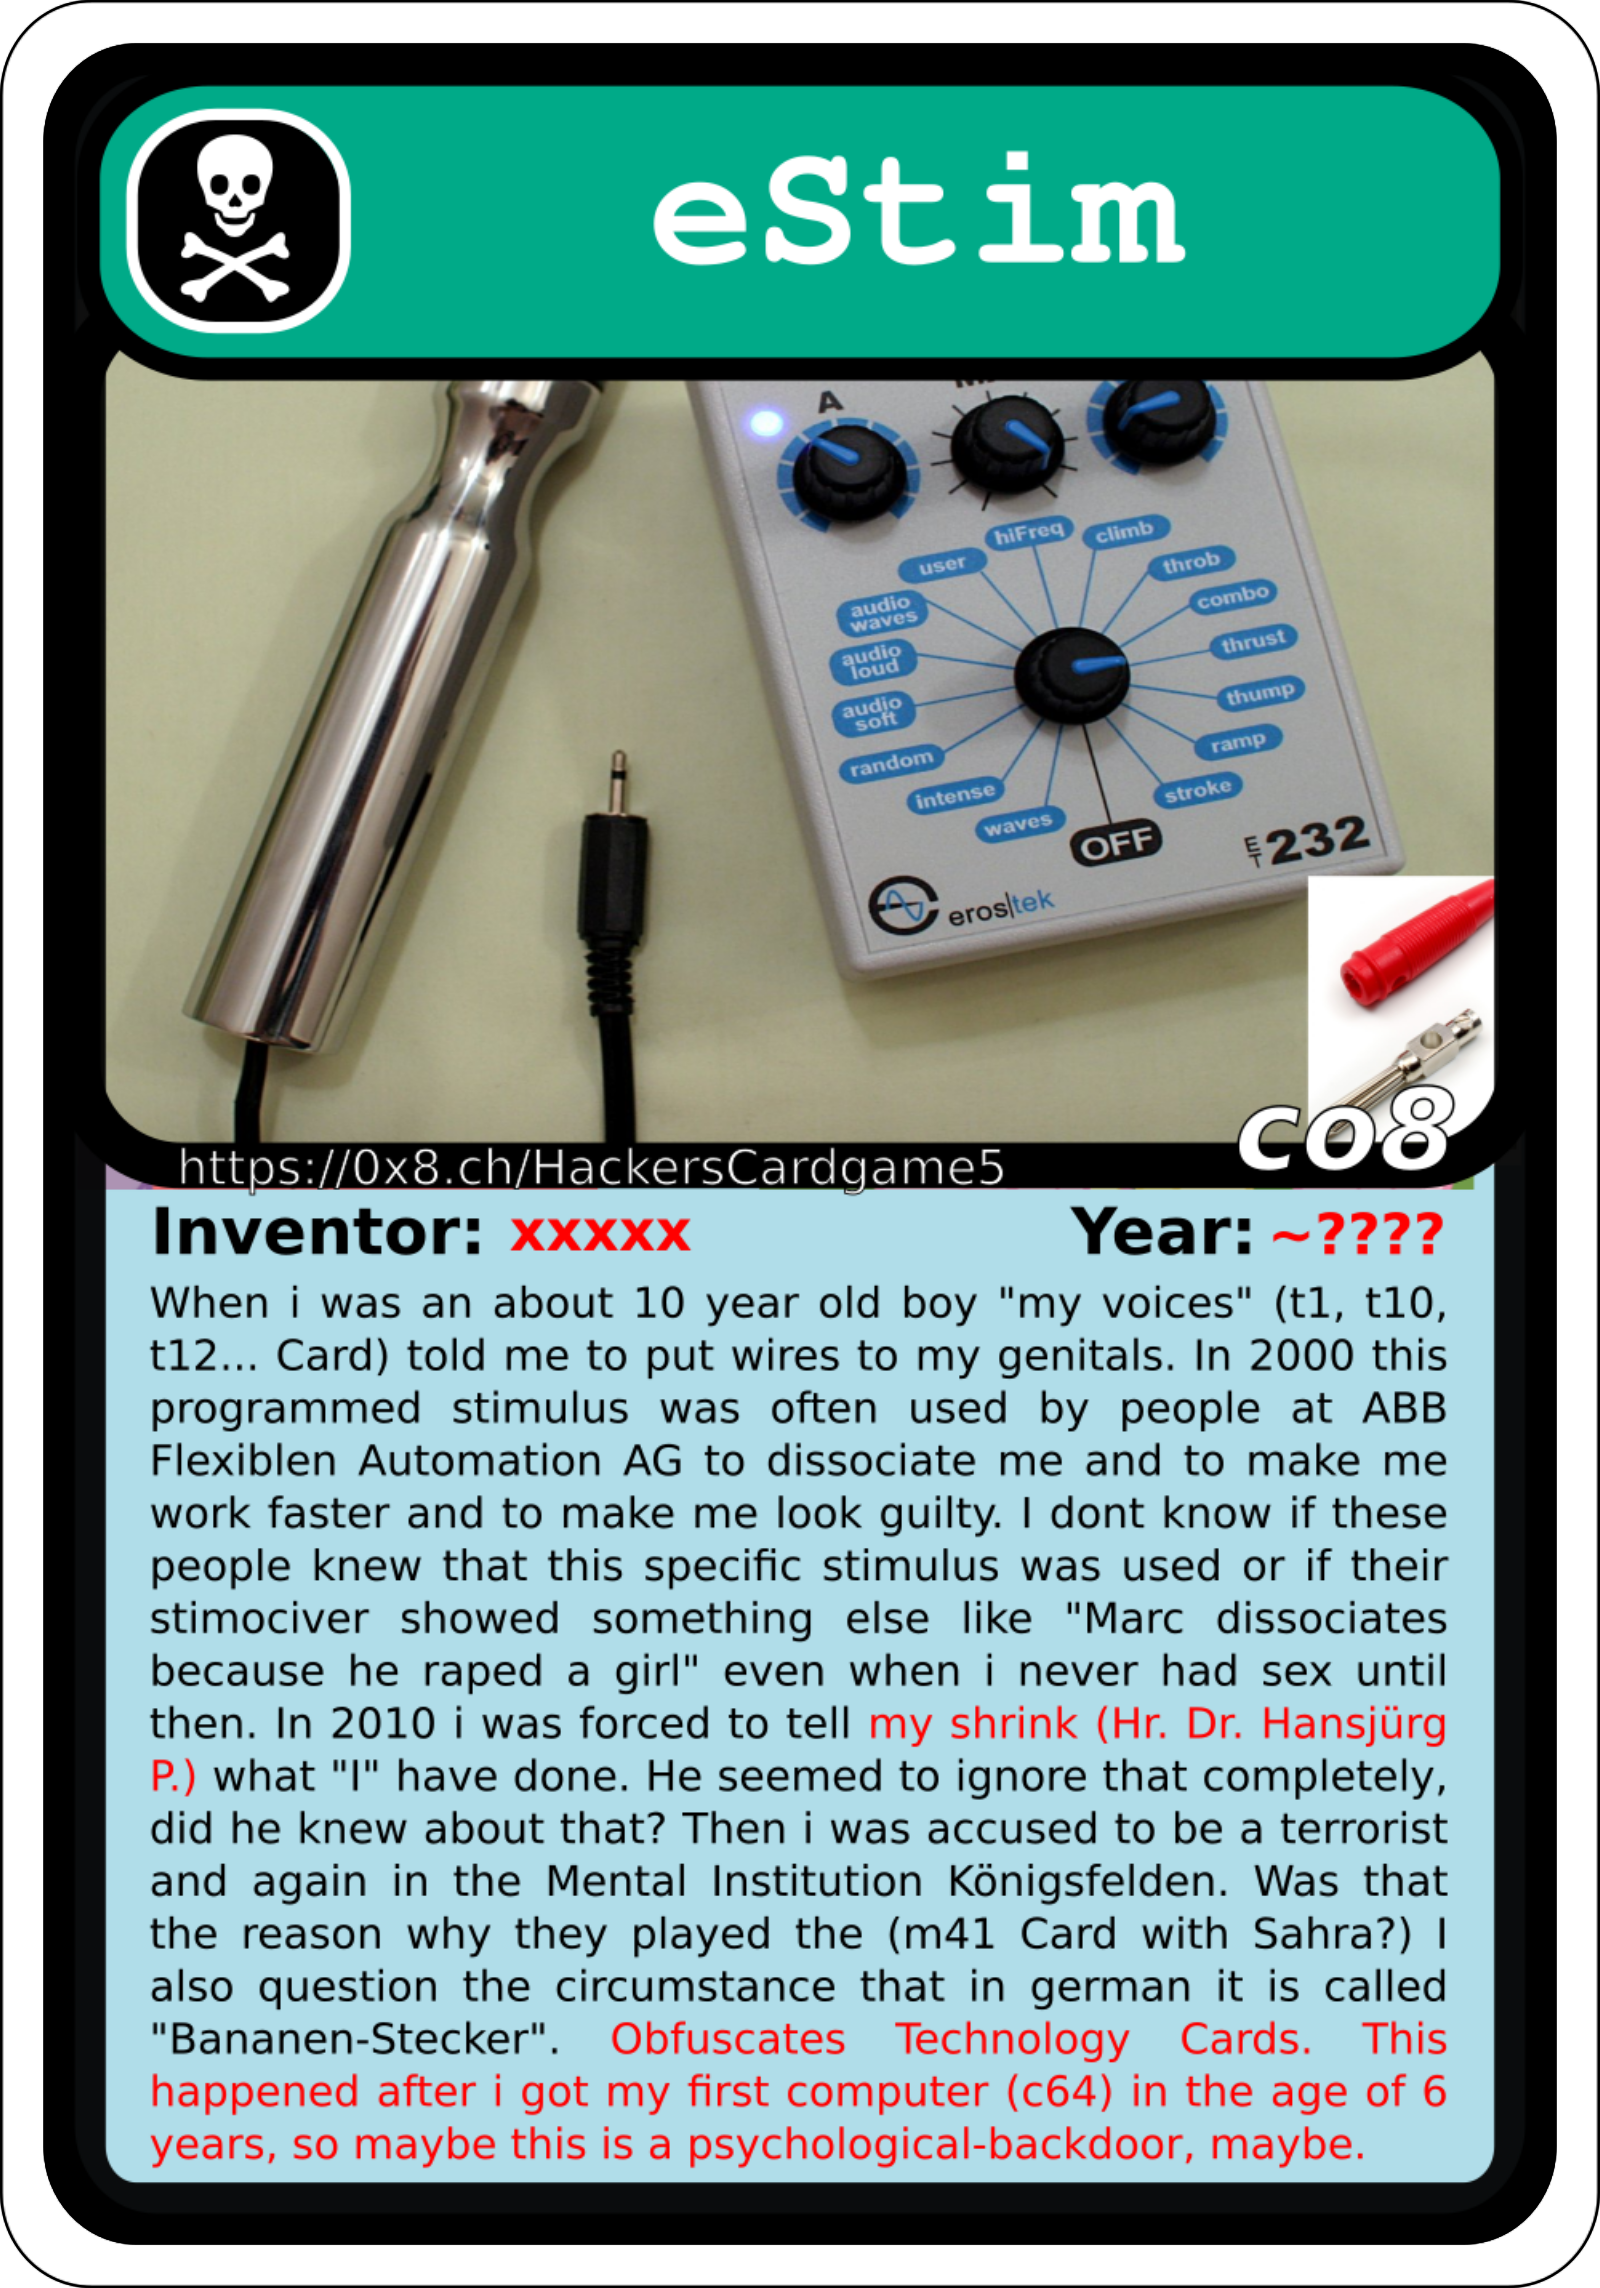 eStim
A
hiFreq
climb
user
throb
audio waves
combo
audio loud
thrust
audio soft
thump
random
ramp
intense
stroke
waves
OFF
ET232
eros|tek
co8
https://0x8.ch/HackersCardgame5
Inventor: xxxxx Year: ~????
When i was an about 10 year old boy "my voices" (t1, t10,
t12... Card) told me to put wires to my genitals. In 2000 this
programmed stimulus was often used by people at ABB
Flexiblen Automation AG to dissociate me and to make me
work faster and to make me look guilty. I dont know if these
people knew that this specific stimulus was used or if their
stimociver showed something else like "Marc dissociates
because he raped a girl" even when i never had sex until
then. In 2010 i was forced to tell my shrink (Hr. Dr. Hansjürg
P.) what "I" have done. He seemed to ignore that completely,
did he knew about that? Then i was accused to be a terrorist
and again in the Mental Institution Königsfelden. Was that
the reason why they played the (m41 Card with Sahra?) I
also question the circumstance that in german it is called
"Bananen-Stecker". Obfuscates Technology Cards. This
happened after i got my first computer (c64) in the age of 6
years, so maybe this is a psychological-backdoor, maybe.